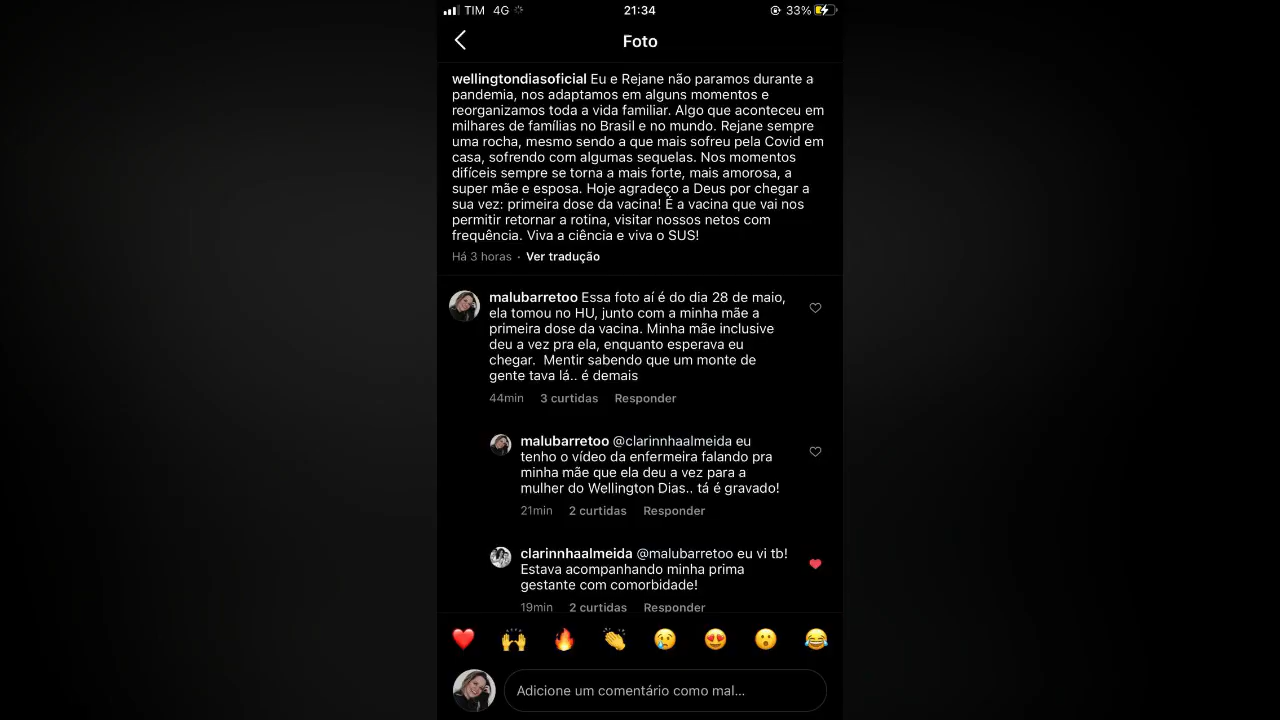 TIM 4G 21:34 33%
Foto
wellingtondiasoficial Eu e Rejane não paramos durante a
pandemia, nos adaptamos em alguns momentos e
reorganizamos toda a vida familiar. Algo que aconteceu em
milhares de famílias no Brasil e no mundo. Rejane sempre
uma rocha, mesmo sendo a que mais sofreu pela Covid em
casa, sofrendo com algumas sequelas. Nos momentos
difíceis sempre se torna a mais forte, mais amorosa, a
super mãe e esposa. Hoje agradeço a Deus por chegar a
sua vez: primeira dose da vacina! É a vacina que vai nos
permitir retornar a rotina, visitar nossos netos com
frequência. Viva a ciência e viva o SUS!
Há 3 horas · Ver tradução
malubarretoo Essa foto aí é do dia 28 de maio,
ela tomou no HU, junto com a minha mãe a
primeira dose da vacina. Minha mãe inclusive
deu a vez pra ela, enquanto esperava eu
chegar. Mentir sabendo que um monte de
gente tava lá.. é demais
44min 3 curtidas Responder
malubarretoo @clarinnhaalmeida eu
tenho o vídeo da enfermeira falando pra
minha mãe que ela deu a vez para a
mulher do Wellington Dias.. tá é gravado!
21min 2 curtidas Responder
clarinnhaalmeida @malubarretoo eu vi tb!
Estava acompanhando minha prima
gestante com comorbidade!
19min 2 curtidas Responder
Adicione um comentário como mal...